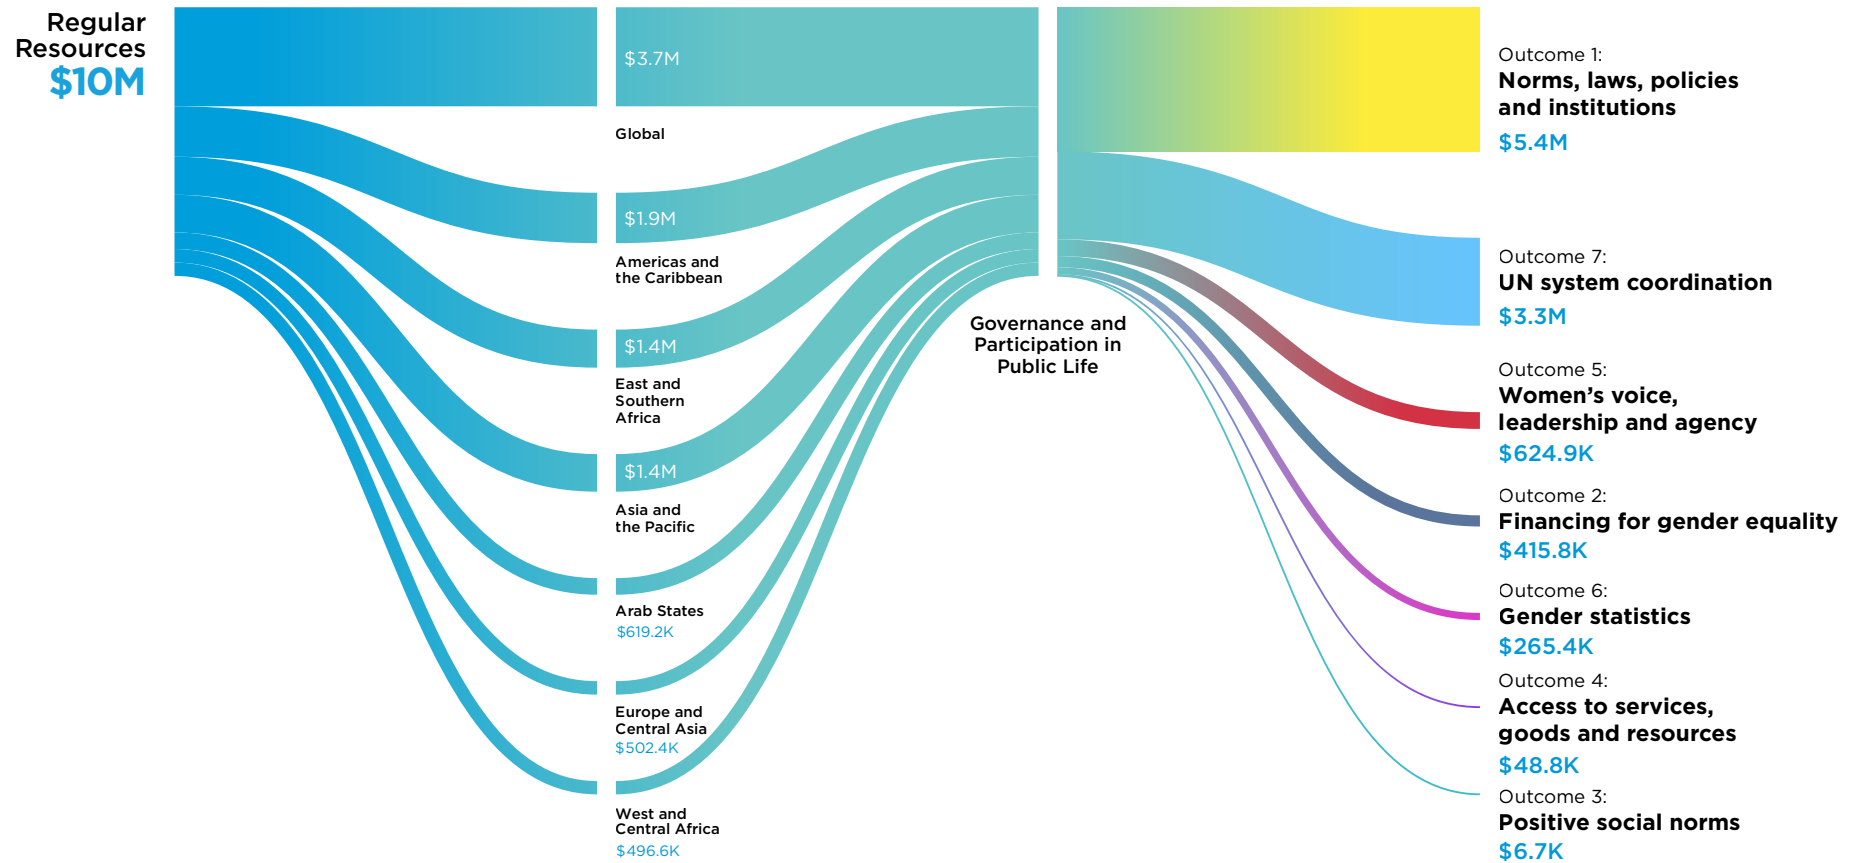 Regular
Resources
$10M
$3.7M
Global
$1.9M
Americas and
the Caribbean
$1.4M
East and
Southern
Africa
$1.4M
Asia and
the Pacific
Arab States
$619.2K
Europe and
Central Asia
$502.4K
West and
Central Africa
$496.6K
Governance and
Participation in
Public Life
Outcome 1:
Norms, laws, policies
and institutions
$5.4M
Outcome 7:
UN system coordination
$3.3M
Outcome 5:
Women’s voice,
leadership and agency
$624.9K
Outcome 2:
Financing for gender equality
$415.8K
Outcome 6:
Gender statistics
$265.4K
Outcome 4:
Access to services,
goods and resources
$48.8K
Outcome 3:
Positive social norms
$6.7K